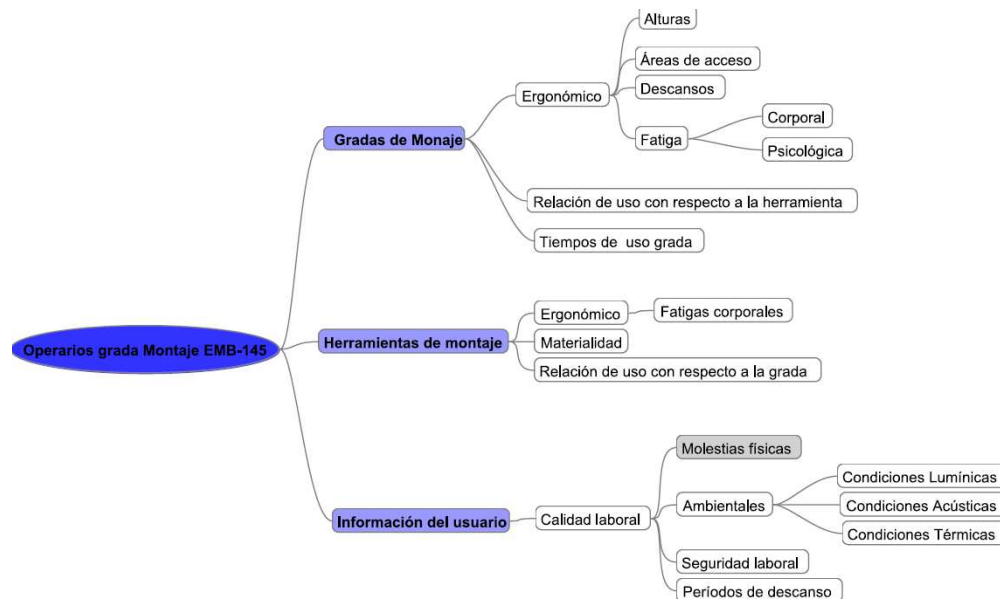 Alturas
Áreas de acceso
Ergonómico
Descansos
Corporal
Gradas de Monaje
Fatiga
Psicológica
Relación de uso con respecto a la herramienta
Tiempos de uso grada
Operarios grada Montaje EMB-145
Herramientas de montaje
Ergonómico
Fatigas corporales
Materialidad
Relación de uso con respecto a la grada
Información del usuario
Calidad laboral
Molestias físicas
Ambientales
Condiciones Lumínicas
Condiciones Acústicas
Condiciones Térmicas
Seguridad laboral
Períodos de descanso